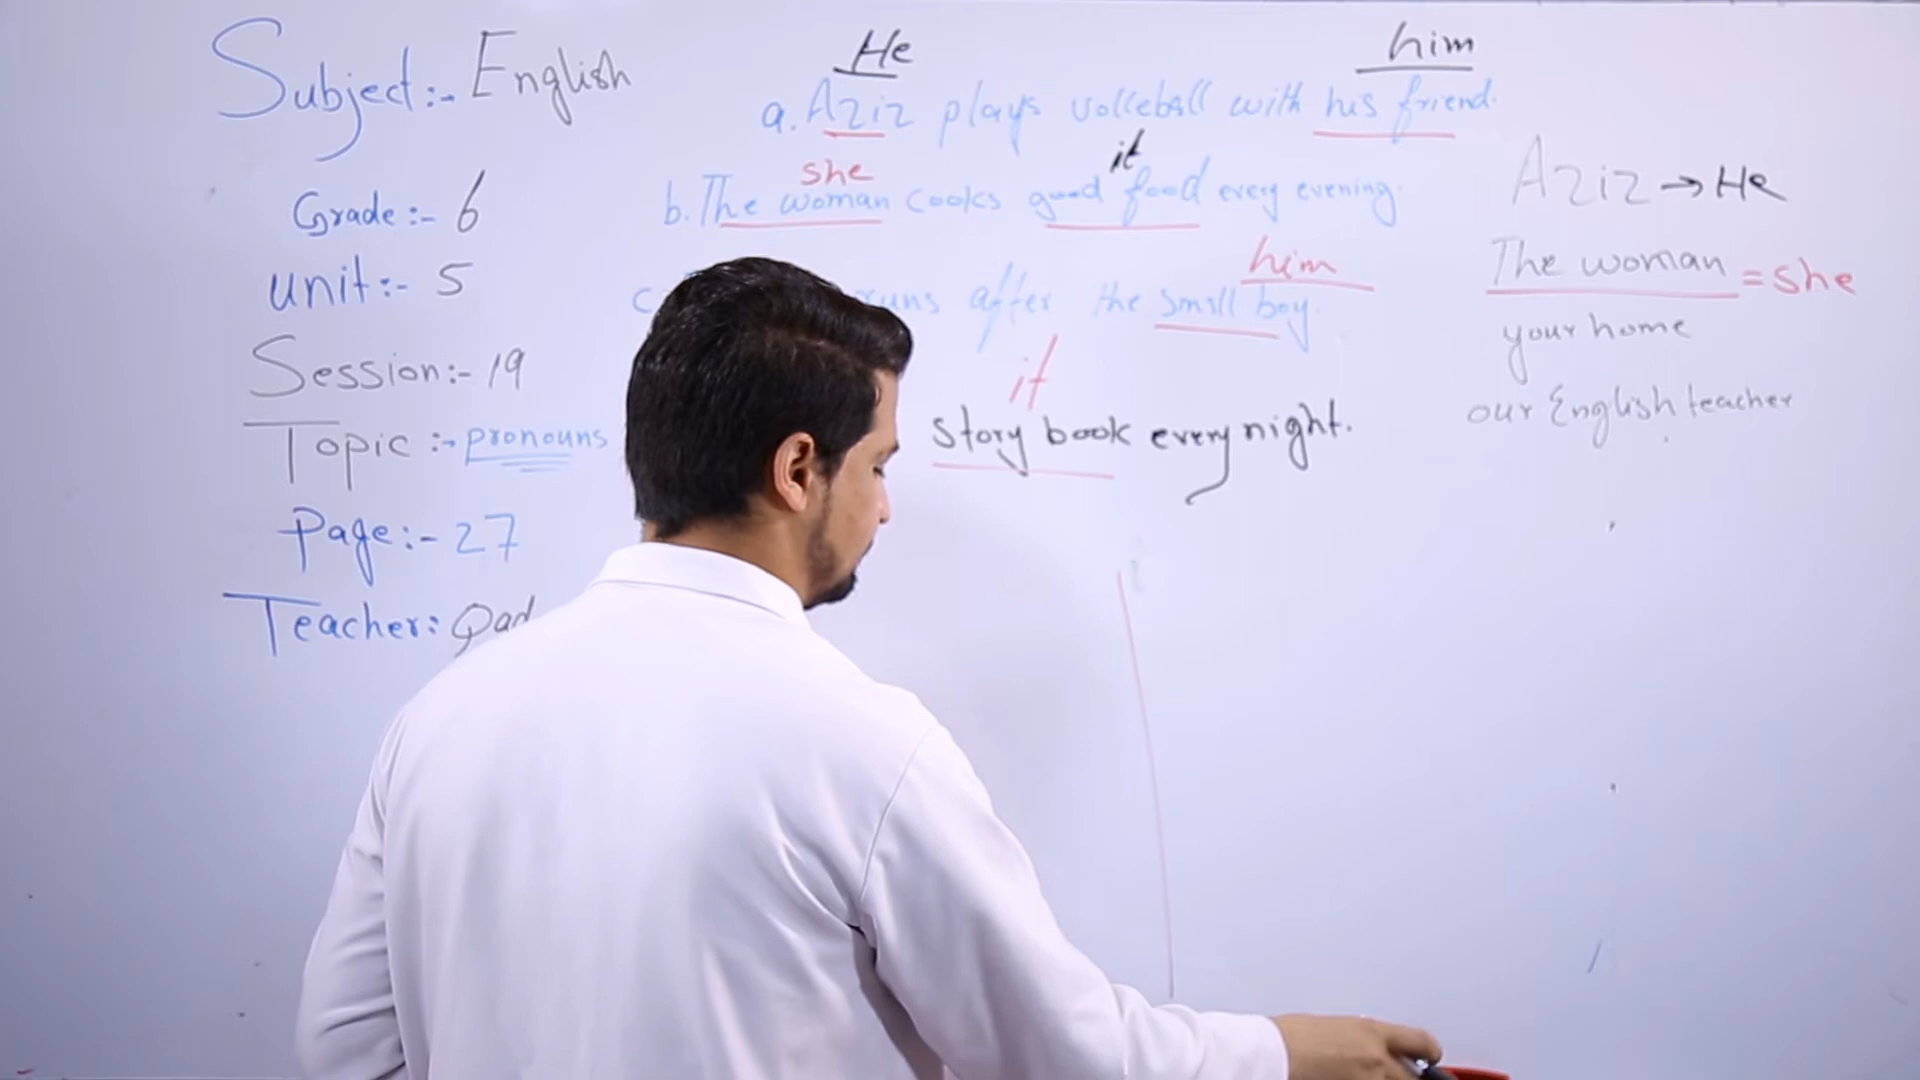 Subject:- English
Grade:- 6
unit:- 5
Session:- 19
Topic:- pronouns
Page:- 27
Teacher: Qad
He
him
a. Aziz plays volleball with his friend.
she
it
b. The woman cooks good food every evening.
him
c runs after the small boy.
it
story book every night.
Aziz → He
The woman = she
your home
our English teacher